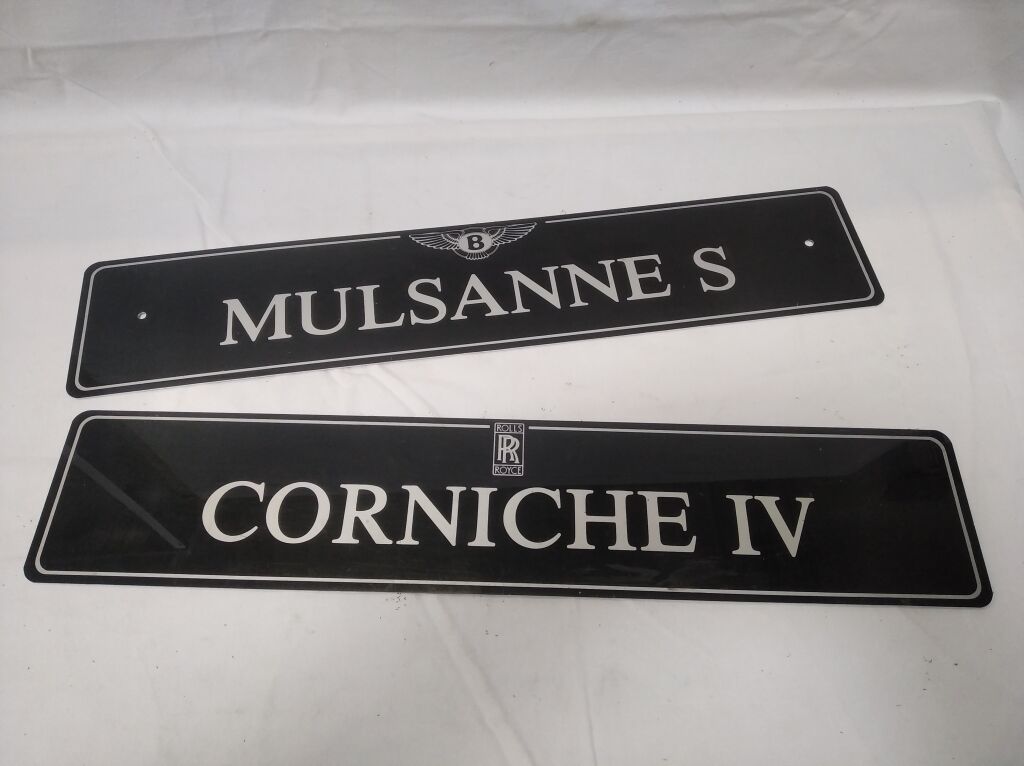 B
MULSANNE S
ROLLS
RR
ROYCE
CORNICHE IV